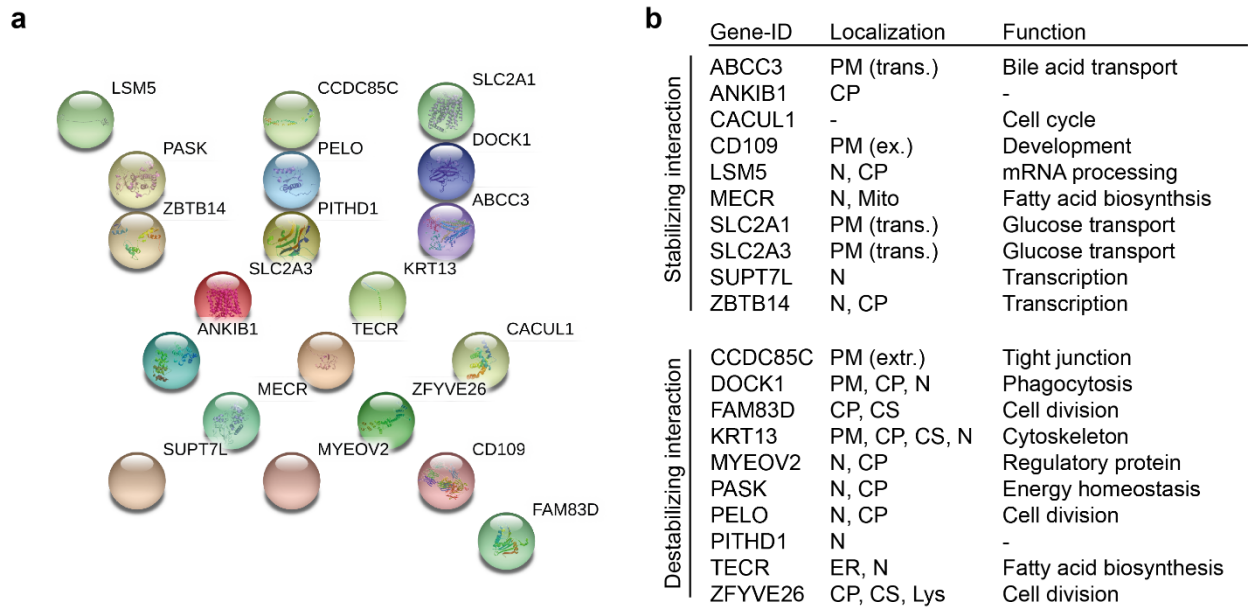 a
LSM5
CCDC85C
SLC2A1
PASK
PELO
DOCK1
ZBTB14
PITHD1
ABCC3
SLC2A3
KRT13
ANKIB1
TECR
CACUL1
MECR
ZFYVE26
SUPT7L
MYEOV2
CD109
FAM83D
b
Gene-ID Localization Function
Stabilizing interaction
ABCC3 PM (trans.) Bile acid transport
ANKIB1 CP -
CACUL1 - Cell cycle
CD109 PM (ex.) Development
LSM5 N, CP mRNA processing
MECR N, Mito Fatty acid biosynthsis
SLC2A1 PM (trans.) Glucose transport
SLC2A3 PM (trans.) Glucose transport
SUPT7L N Transcription
ZBTB14 N, CP Transcription
Destabilizing interaction
CCDC85C PM (extr.) Tight junction
DOCK1 PM, CP, N Phagocytosis
FAM83D CP, CS Cell division
KRT13 PM, CP, CS, N Cytoskeleton
MYEOV2 N, CP Regulatory protein
PASK N, CP Energy homeostasis
PELO N, CP Cell division
PITHD1 N -
TECR ER, N Fatty acid biosynthesis
ZFYVE26 CP, CS, Lys Cell division